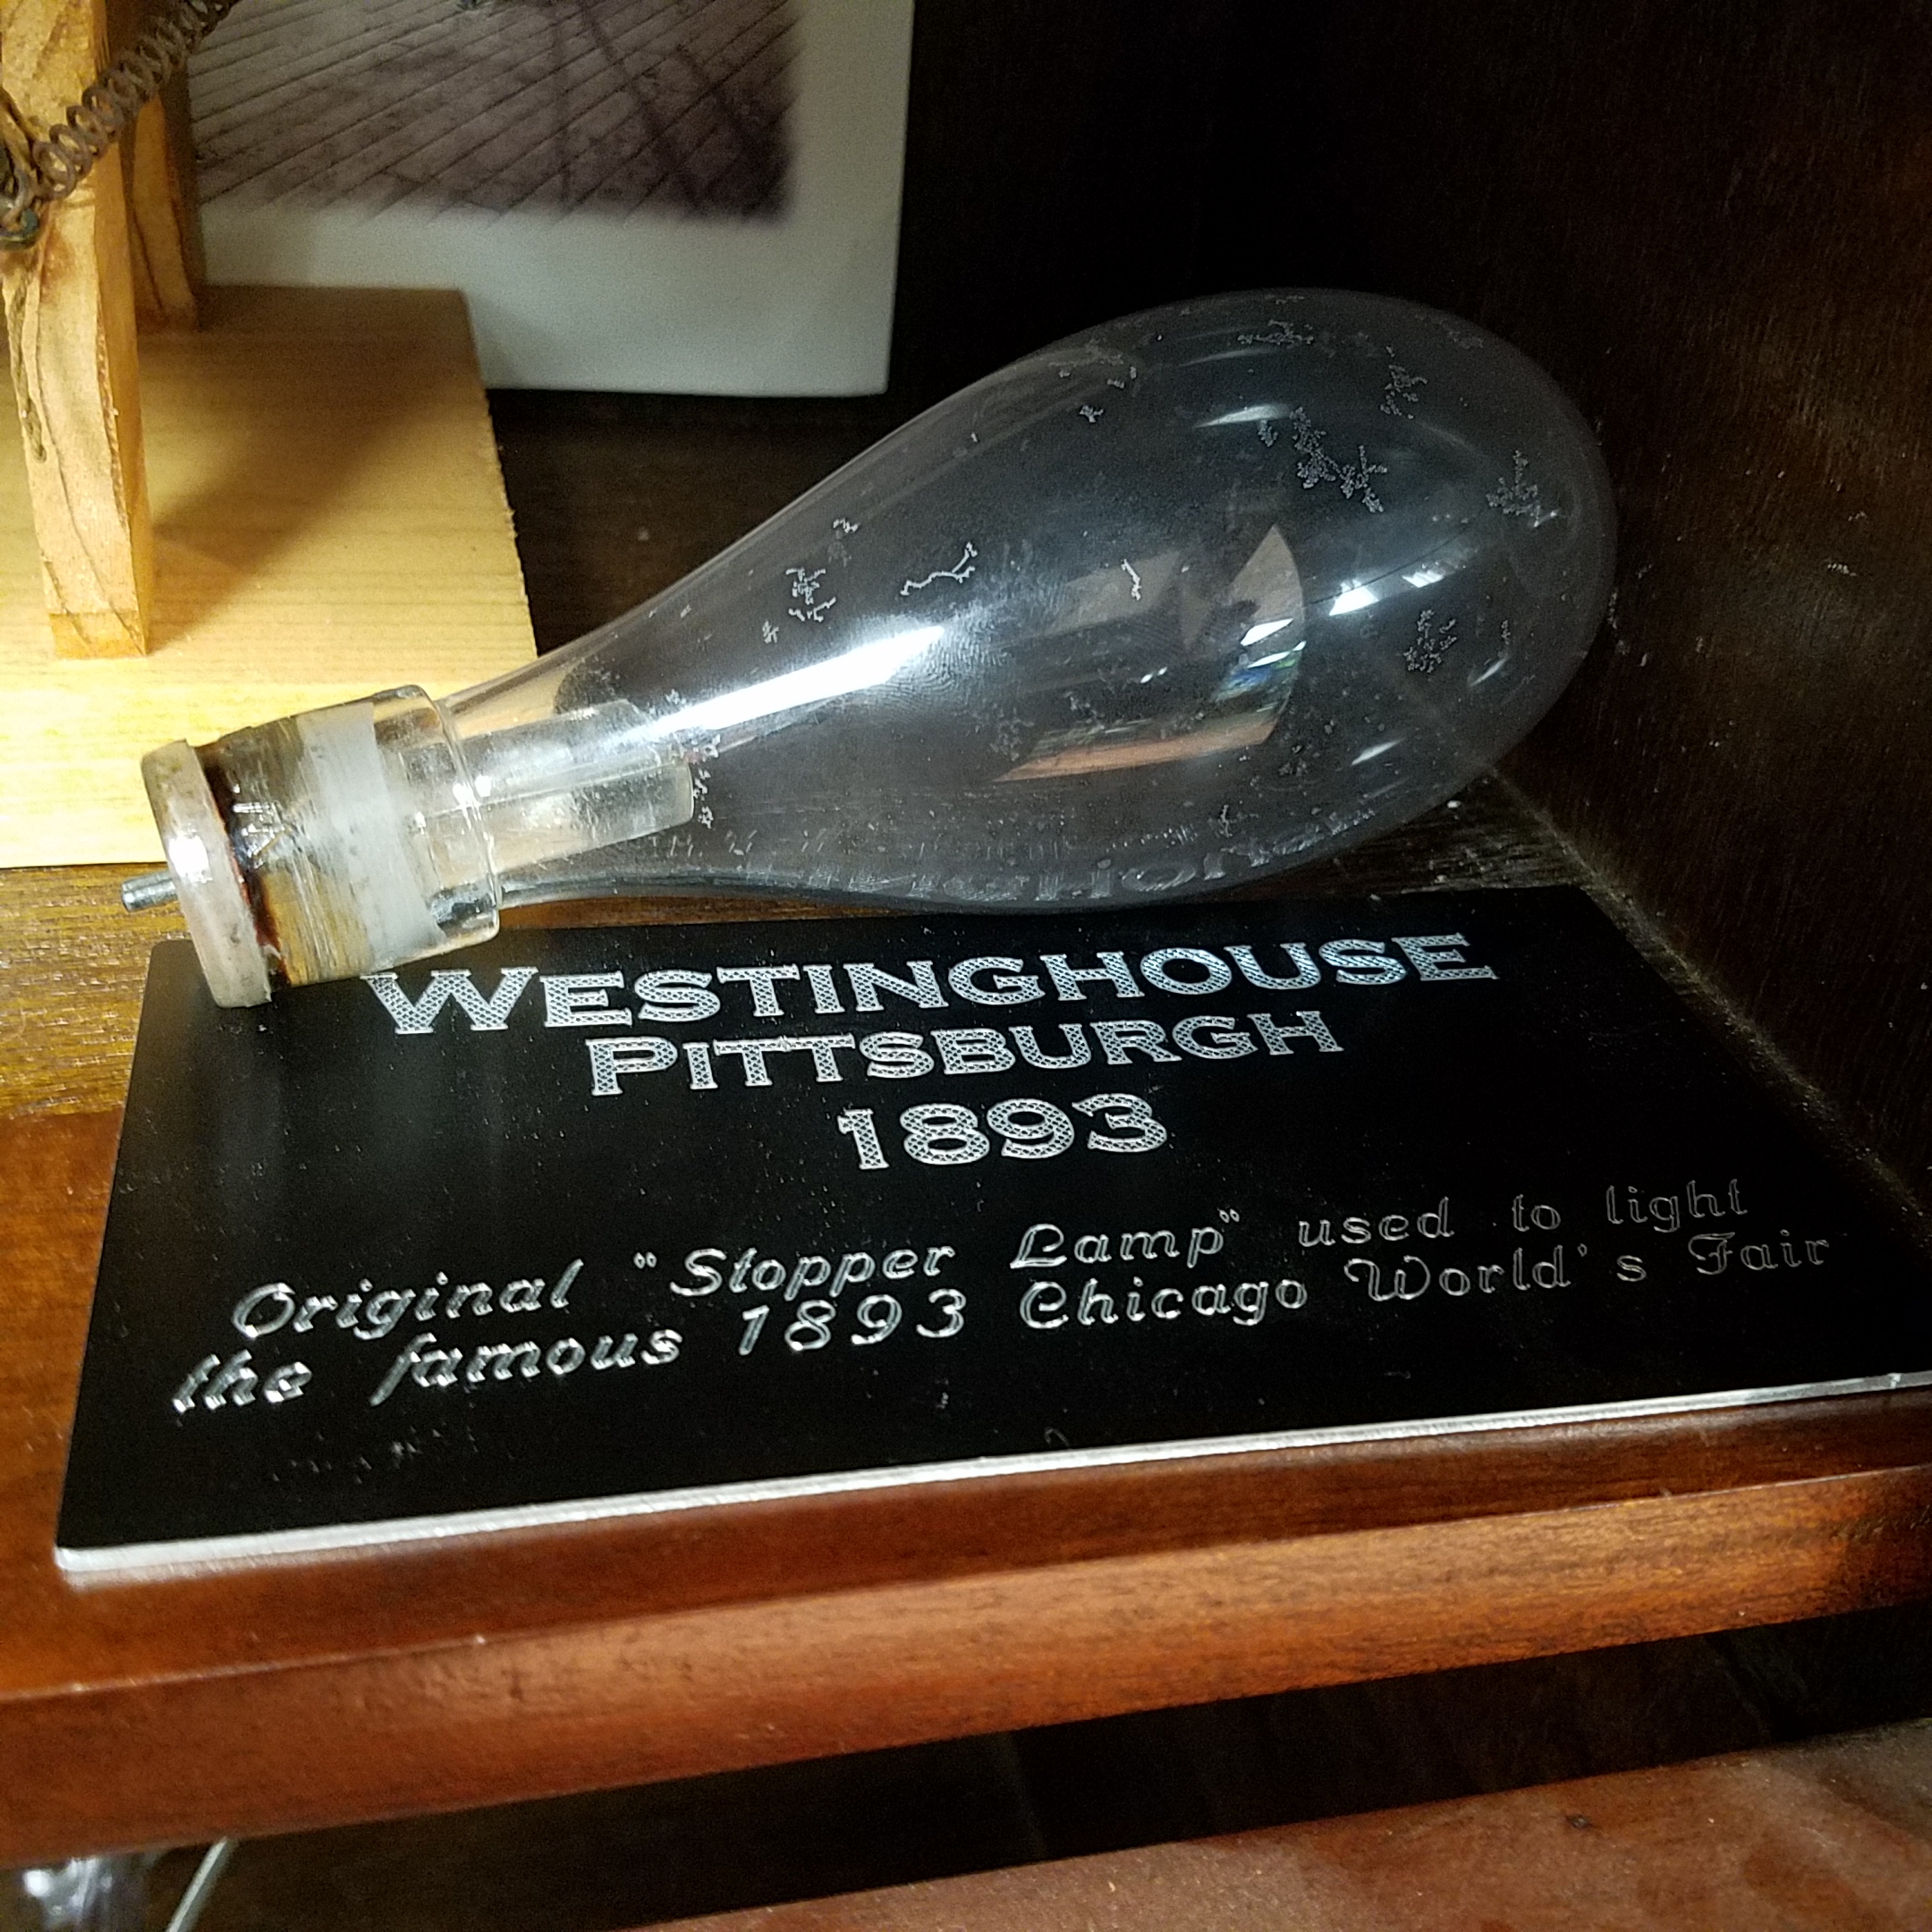 WESTINGHOUSE
PITTSBURGH
1893
Original "Stopper Lamp" used to light
the famous 1893 Chicago World's Fair